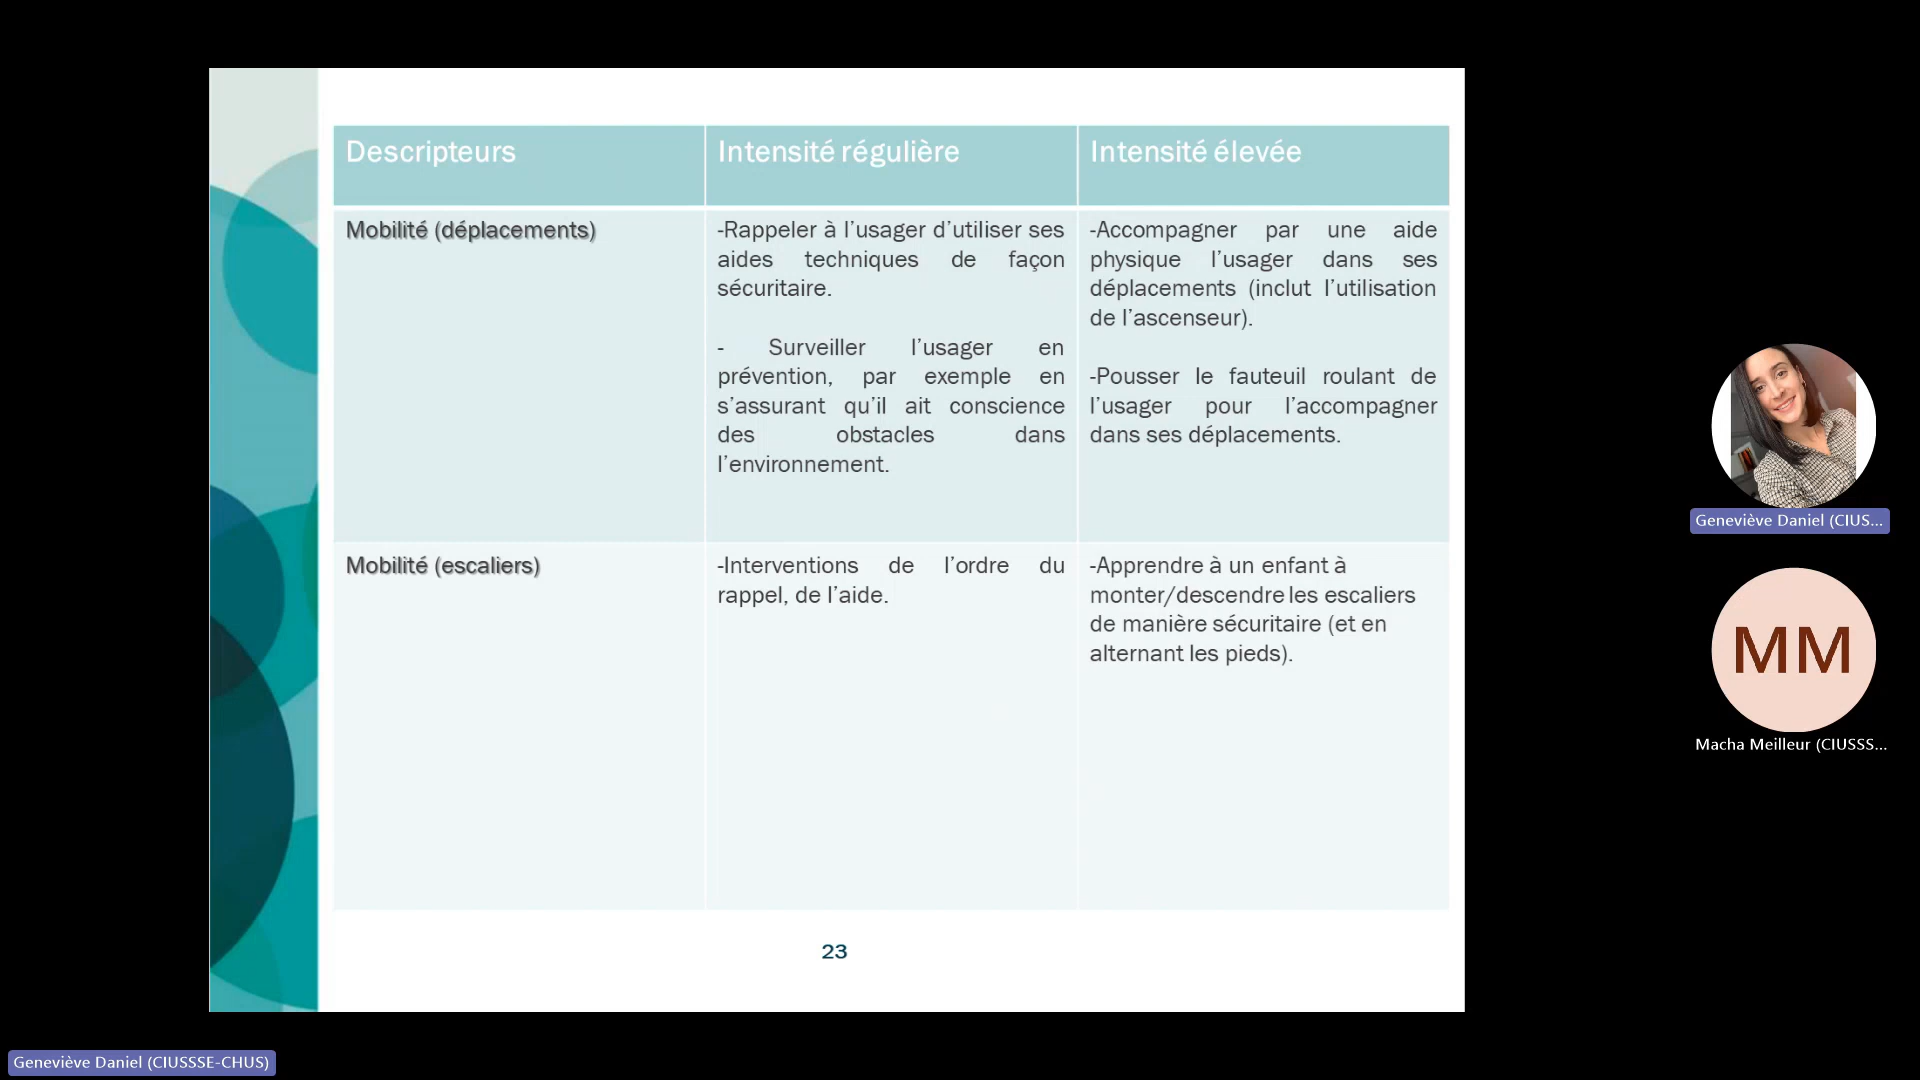 Descripteurs
Intensité régulière
Intensité élevée
Mobilité (déplacements)
-Rappeler à l’usager d’utiliser ses
aides techniques de façon
sécuritaire.
- Surveiller l’usager en
prévention, par exemple en
s’assurant qu’il ait conscience
des obstacles dans
l’environnement.
-Accompagner par une aide
physique l’usager dans ses
déplacements (inclut l’utilisation
de l’ascenseur).
-Pousser le fauteuil roulant de
l’usager pour l’accompagner
dans ses déplacements.
Mobilité (escaliers)
-Interventions de l’ordre du
rappel, de l’aide.
-Apprendre à un enfant à
monter/descendre les escaliers
de manière sécuritaire (et en
alternant les pieds).
23
Geneviève Daniel (CIUS...
MM
Macha Meilleur (CIUSSS...
Geneviève Daniel (CIUSSSE-CHUS)